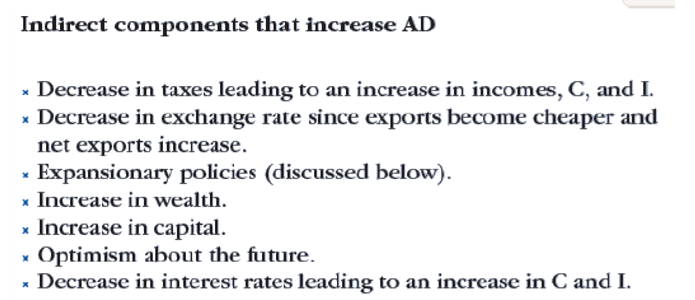 Indirect components that increase AD
× Decrease in taxes leading to an increase in incomes, C, and I.
× Decrease in exchange rate since exports become cheaper and
net exports increase.
× Expansionary policies (discussed below).
× Increase in wealth.
× Increase in capital.
× Optimism about the future.
× Decrease in interest rates leading to an increase in C and I.